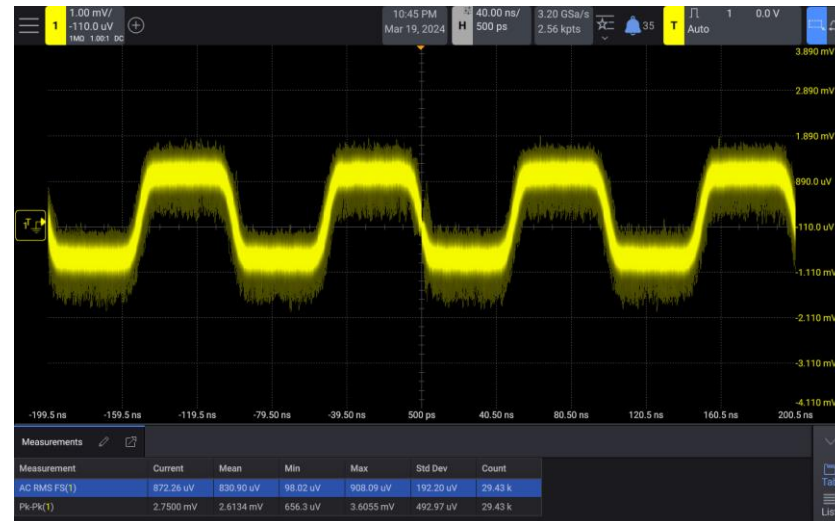 1 1.00 mV/ -110.0 uV 1MΩ 1.00:1 DC
10:45 PM
Mar 19, 2024
H 40.00 ns/ 500 ps
3.20 GSa/s
2.56 kpts
35
T Auto 1 0.0 V
3.890 mV
2.890 mV
1.890 mV
890.0 uV
-110.0 uV
-1.110 mV
-2.110 mV
-3.110 mV
-4.110 mV
-199.5 ns -159.5 ns -119.5 ns -79.50 ns -39.50 ns 500 ps 40.50 ns 80.50 ns 120.5 ns 160.5 ns 200.5 ns
Measurements
Measurement Current Mean Min Max Std Dev Count
AC RMS FS(1) 872.26 uV 830.90 uV 98.02 uV 908.09 uV 192.20 uV 29.43 k
Pk-Pk(1) 2.7500 mV 2.6134 mV 656.3 uV 3.6055 mV 492.97 uV 29.43 k